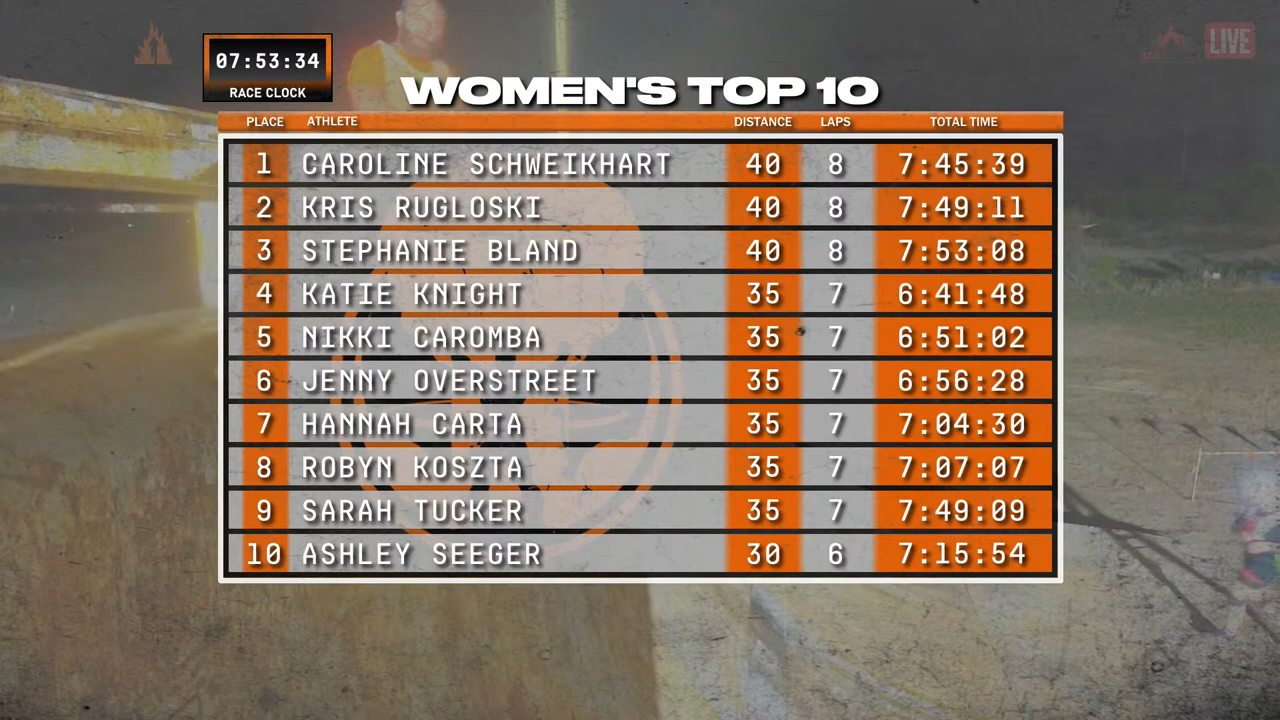 07:53:34
RACE CLOCK
LIVE
WOMEN'S TOP 10
PLACE ATHLETE DISTANCE LAPS TOTAL TIME
1 CAROLINE SCHWEIKHART 40 8 7:45:39
2 KRIS RUGLOSKI 40 8 7:49:11
3 STEPHANIE BLAND 40 8 7:53:08
4 KATIE KNIGHT 35 7 6:41:48
5 NIKKI CAROMBA 35 7 6:51:02
6 JENNY OVERSTREET 35 7 6:56:28
7 HANNAH CARTA 35 7 7:04:30
8 ROBYN KOSZTA 35 7 7:07:07
9 SARAH TUCKER 35 7 7:49:09
10 ASHLEY SEEGER 30 6 7:15:54